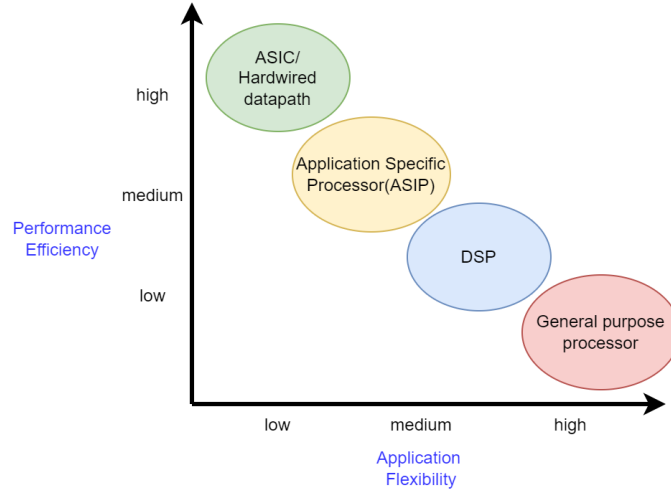 ASIC/
Hardwired
datapath
high
Application Specific
Processor(ASIP)
medium
Performance
Efficiency
DSP
low
General purpose
processor
low
medium
high
Application
Flexibility